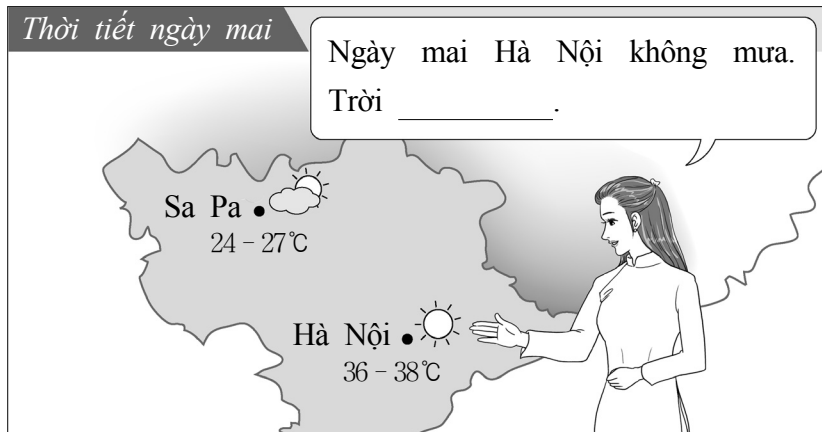 Thời tiết ngày mai
Ngày mai Hà Nội không mưa.
Trời __________.
Sa Pa
24 – 27℃
Hà Nội
36 – 38℃